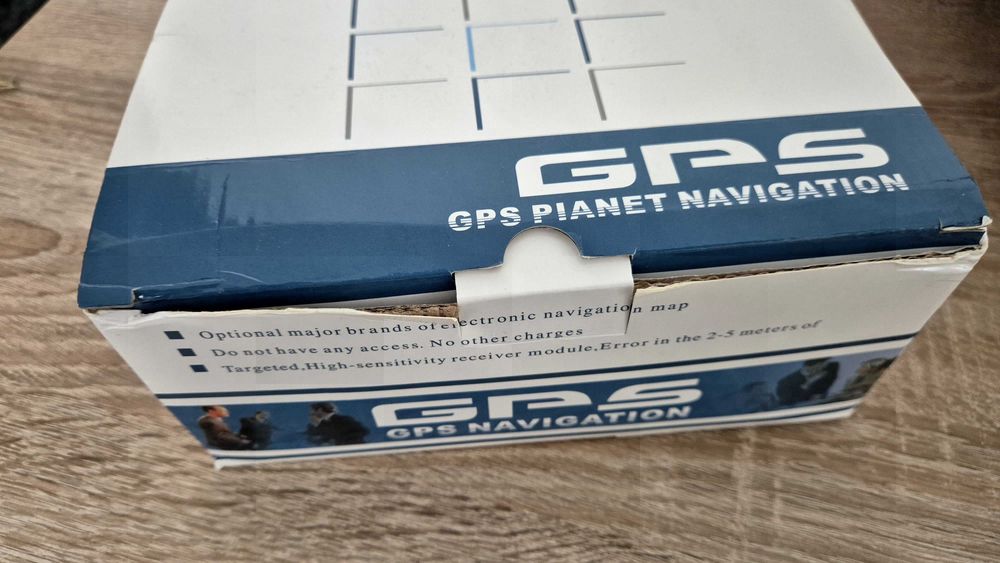 GPS
GPS PIANET NAVIGATION
Optional major brands of electronic navigation map
Do not have any access. No other charges
Targeted,High-sensitivity receiver module,Error in the 2-5 meters of
GPS
GPS NAVIGATION